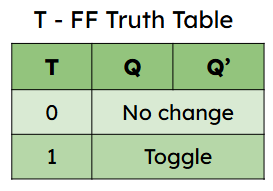 T - FF Truth Table
T Q Q’
0 No change
1 Toggle